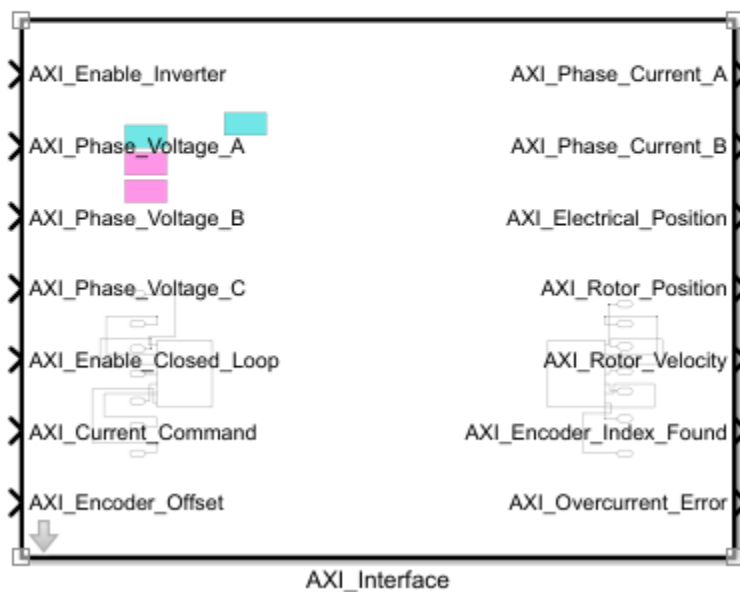 AXI_Enable_Inverter
AXI_Phase_Voltage_A
AXI_Phase_Voltage_B
AXI_Phase_Voltage_C
AXI_Enable_Closed_Loop
AXI_Current_Command
AXI_Encoder_Offset
AXI_Phase_Current_A
AXI_Phase_Current_B
AXI_Electrical_Position
AXI_Rotor_Position
AXI_Rotor_Velocity
AXI_Encoder_Index_Found
AXI_Overcurrent_Error
AXI_Interface